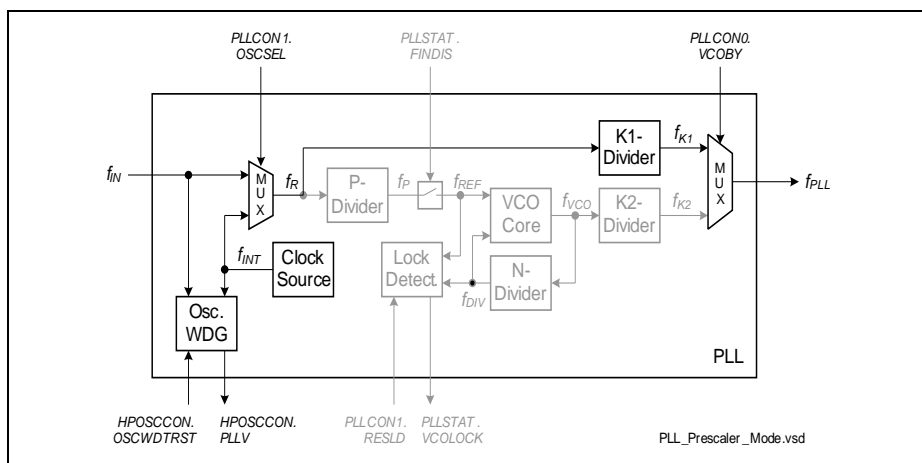 PLLCON1.
OSCSEL
PLLSTAT.
FINDIS
PLLCON0.
VCOBY
fIN
MUX
fR
P-
Divider
fP
fREF
VCO
Core
fVCO
K1-
Divider
fK1
K2-
Divider
fK2
MUX
fPLL
fINT
Clock
Source
Lock
Detect.
fDIV
N-
Divider
Osc.
WDG
PLL
HPOSCCON.
OSCWDTRST
HPOSCCON.
PLLV
PLLCON1.
RESLD
PLLSTAT.
VCOLOCK
PLL_Prescaler_Mode.vsd